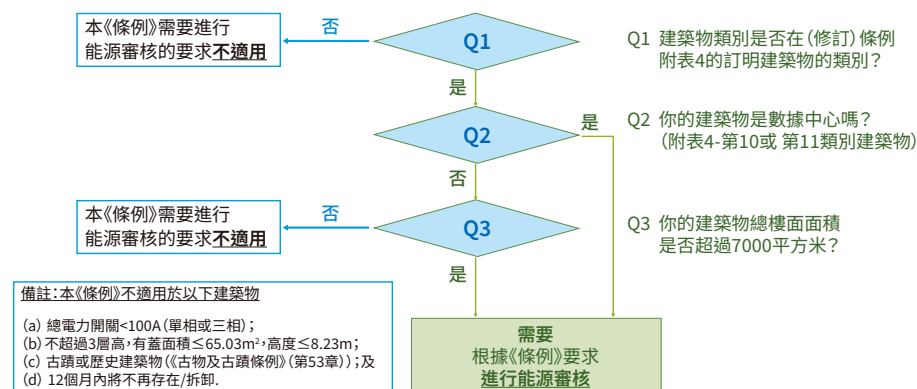 本《條例》需要進行
能源審核的要求不適用
否
Q1
是
Q1 建築物類別是否在(修訂)條例
附表4的訂明建築物的類別?
Q2
是
否
Q2 你的建築物是數據中心嗎?
(附表4-第10或 第11類別建築物)
本《條例》需要進行
能源審核的要求不適用
否
Q3
是
Q3 你的建築物總樓面面積
是否超過7000平方米?
備註:本《條例》不適用於以下建築物
(a) 總電力開關<100A(單相或三相);
(b) 不超過3層高,有蓋面積≤65.03m²,高度≤8.23m;
(c) 古蹟或歷史建築物(《古物及古蹟條例》(第53章));及
(d) 12個月內將不再存在/拆卸.
需要
根據《條例》要求
進行能源審核